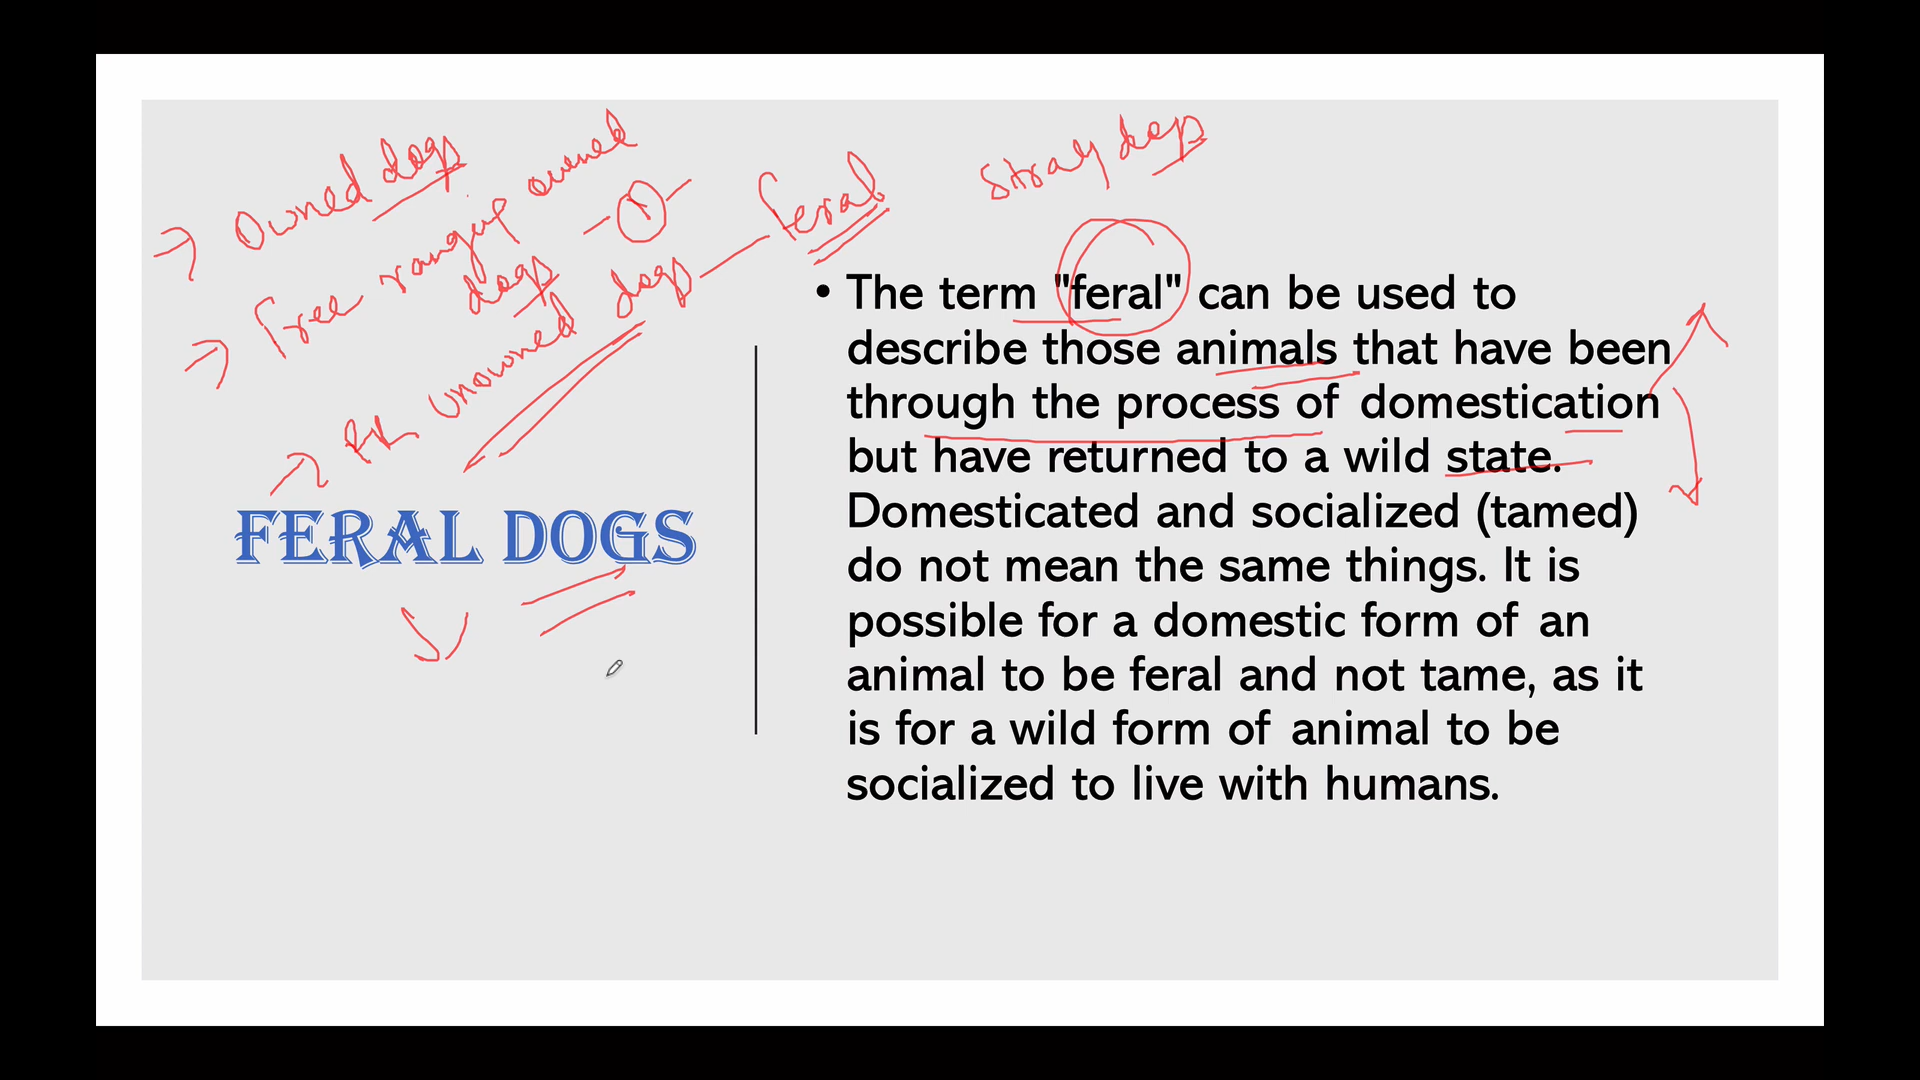 Owned dogs
Free ranging owned
dogs
FR unowned dogs
feral
Stray dogs
FERAL DOGS
• The term "feral" can be used to
describe those animals that have been
through the process of domestication
but have returned to a wild state.
Domesticated and socialized (tamed)
do not mean the same things. It is
possible for a domestic form of an
animal to be feral and not tame, as it
is for a wild form of animal to be
socialized to live with humans.